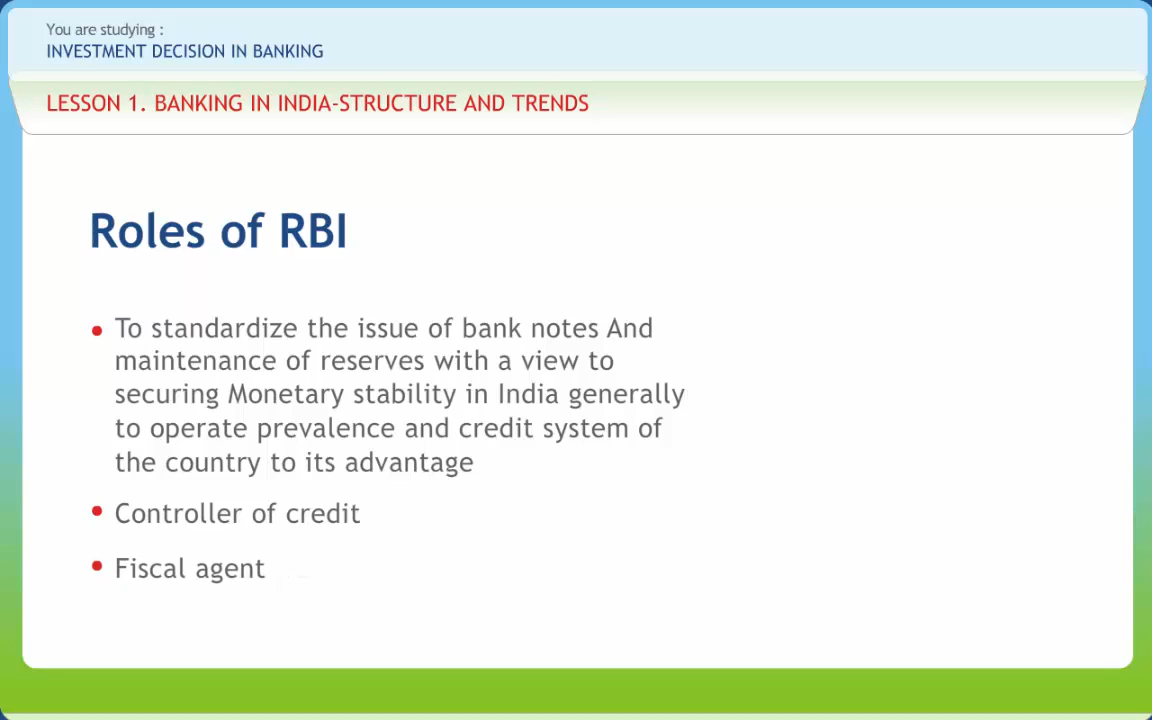 You are studying :
INVESTMENT DECISION IN BANKING
LESSON 1. BANKING IN INDIA-STRUCTURE AND TRENDS
Roles of RBI
• To standardize the issue of bank notes And
maintenance of reserves with a view to
securing Monetary stability in India generally
to operate prevalence and credit system of
the country to its advantage
• Controller of credit
• Fiscal agent